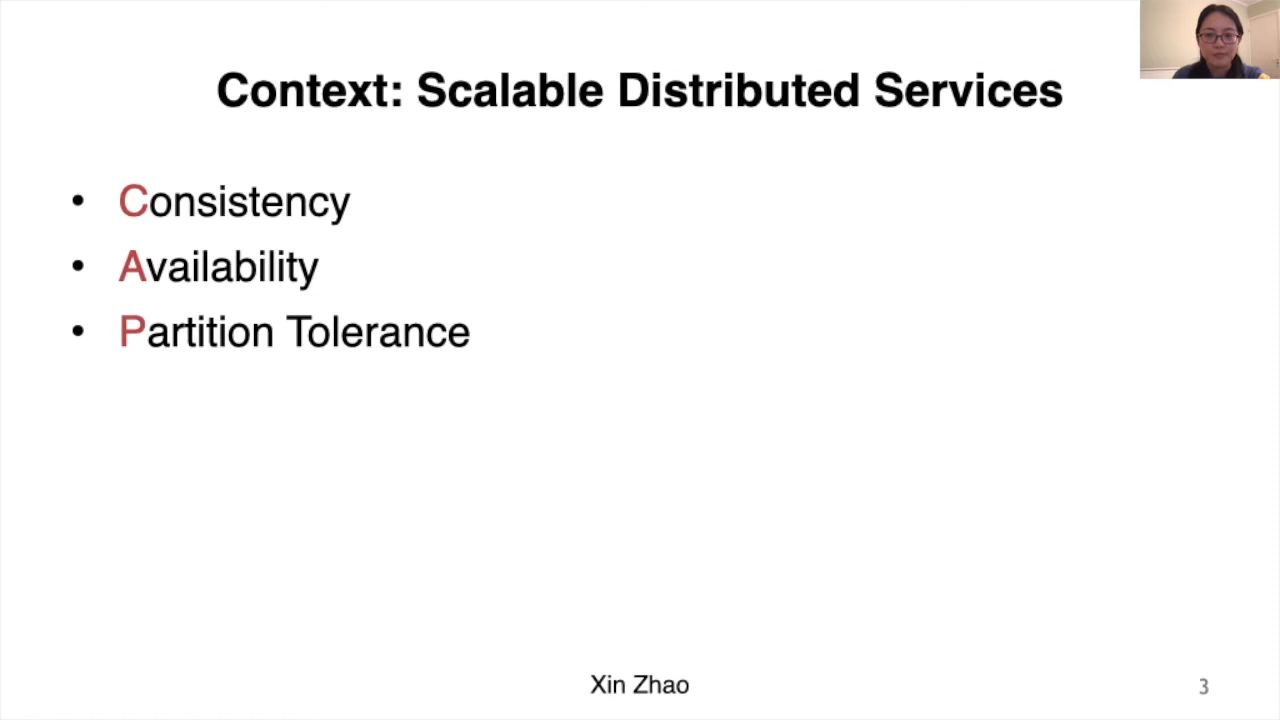 Context: Scalable Distributed Services
• Consistency
• Availability
• Partition Tolerance
Xin Zhao
3